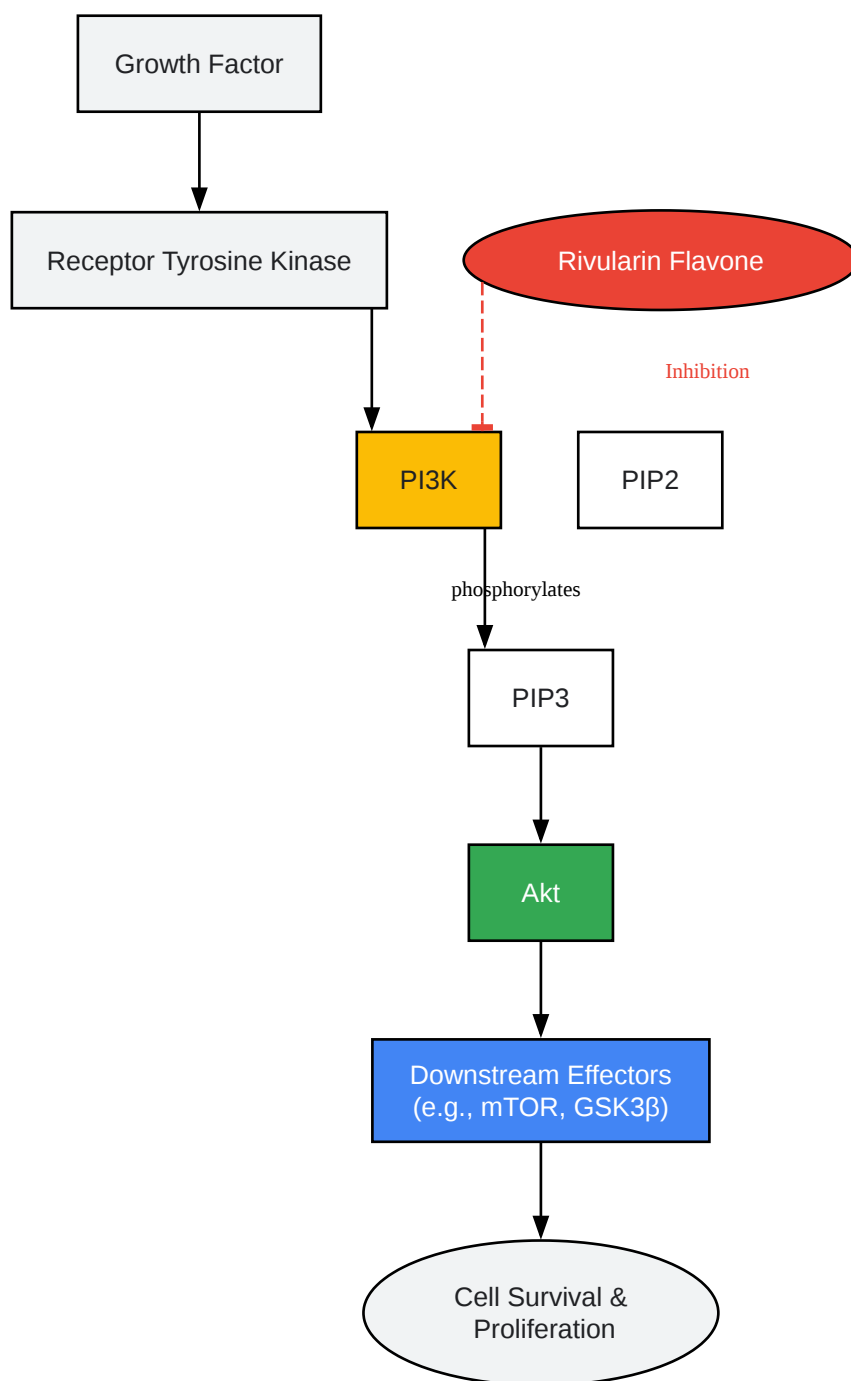 Growth Factor
Receptor Tyrosine Kinase
Rivularin Flavone
Inhibition
PI3K
PIP2
phosphorylates
PIP3
Akt
Downstream Effectors
(e.g., mTOR, GSK3β)
Cell Survival &
Proliferation